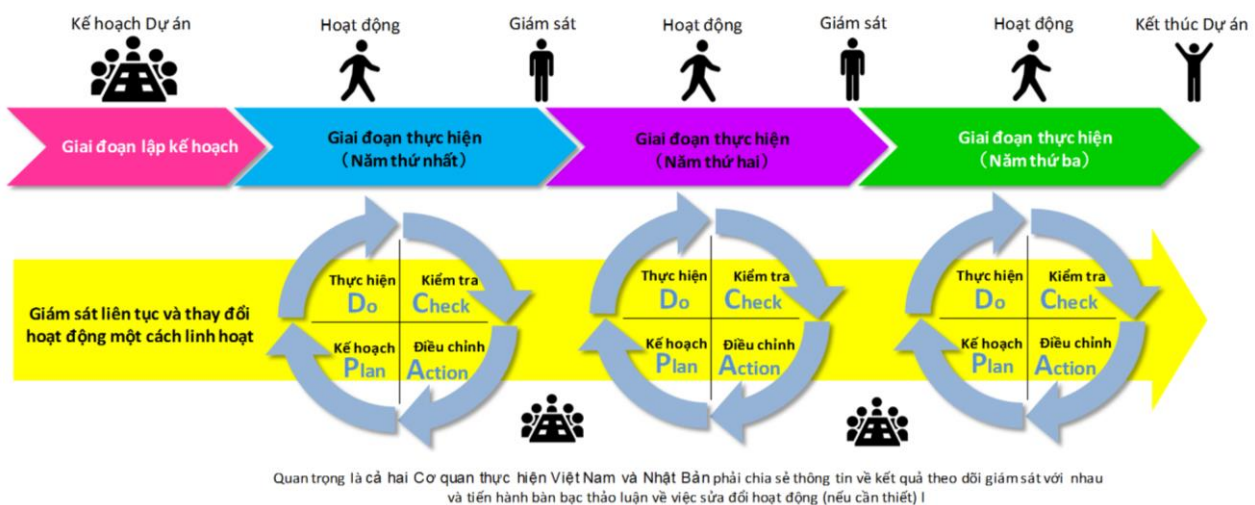 Kế hoạch Dự án
Hoạt động
Giám sát
Hoạt động
Giám sát
Hoạt động
Kết thúc Dự án
Giai đoạn lập kế hoạch
Giai đoạn thực hiện
(Năm thứ nhất)
Giai đoạn thực hiện
(Năm thứ hai)
Giai đoạn thực hiện
(Năm thứ ba)
Giám sát liên tục và thay đổi
hoạt động một cách linh hoạt
Thực hiện
Do
Kiểm tra
Check
Kế hoạch
Plan
Điều chỉnh
Action
Thực hiện
Do
Kiểm tra
Check
Kế hoạch
Plan
Điều chỉnh
Action
Thực hiện
Do
Kiểm tra
Check
Kế hoạch
Plan
Điều chỉnh
Action
Quan trọng là cả hai Cơ quan thực hiện Việt Nam và Nhật Bản phải chia sẻ thông tin về kết quả theo dõi giám sát với nhau
và tiến hành bàn bạc thảo luận về việc sửa đổi hoạt động (nếu cần thiết) l